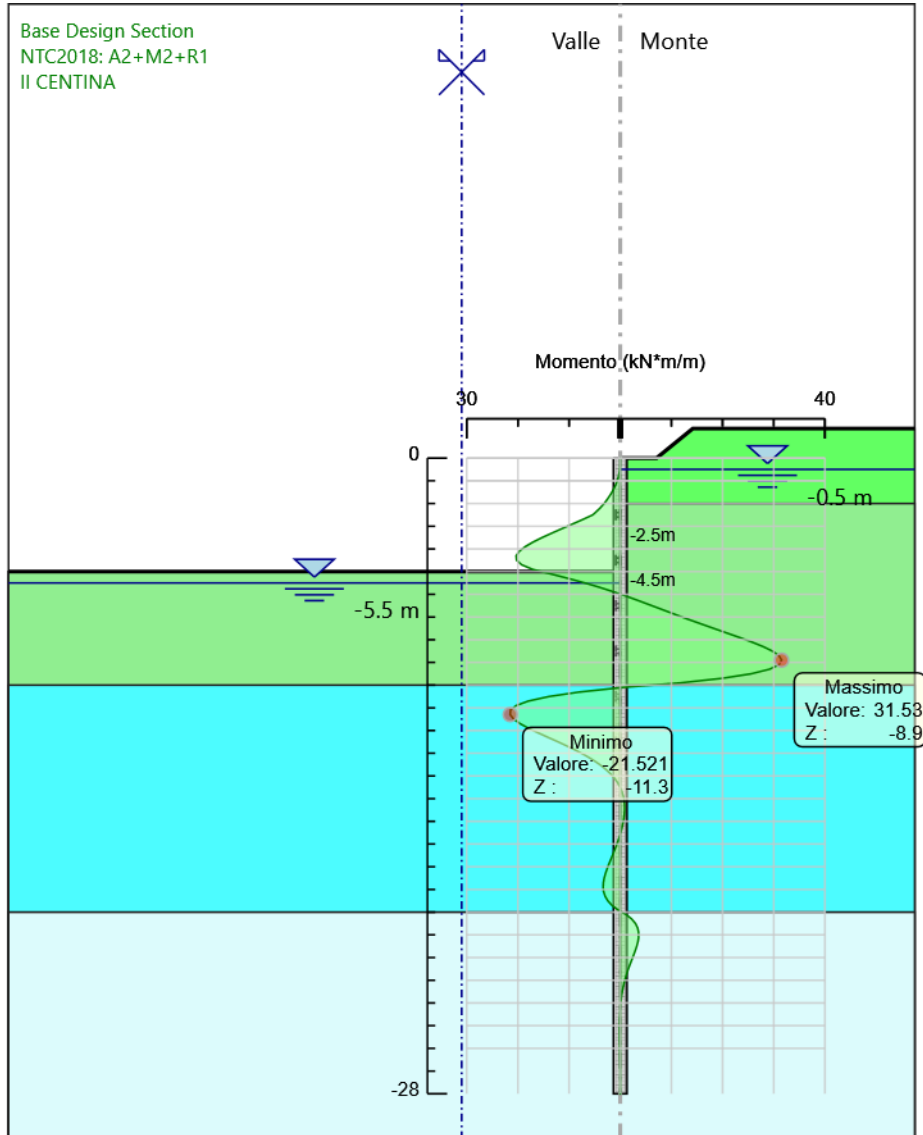 Base Design Section
NTC2018: A2+M2+R1
II CENTINA
Valle
Monte
Momento (kN*m/m)
30
40
0
-0.5 m
-2.5m
-4.5m
-5.5 m
Massimo
Valore: 31.53
Z : -8.9
Minimo
Valore: -21.521
Z : -11.3
-28